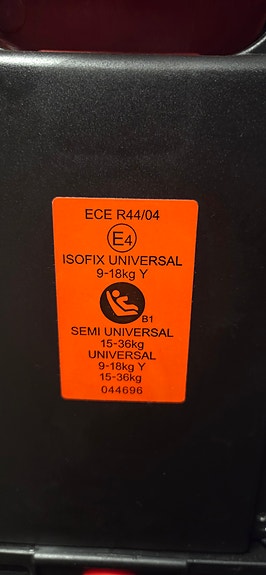 ECE R44/04
E4
ISOFIX UNIVERSAL
9-18kg Y
B1
SEMI UNIVERSAL
15-36kg
UNIVERSAL
9-18kg Y
15-36kg
044696